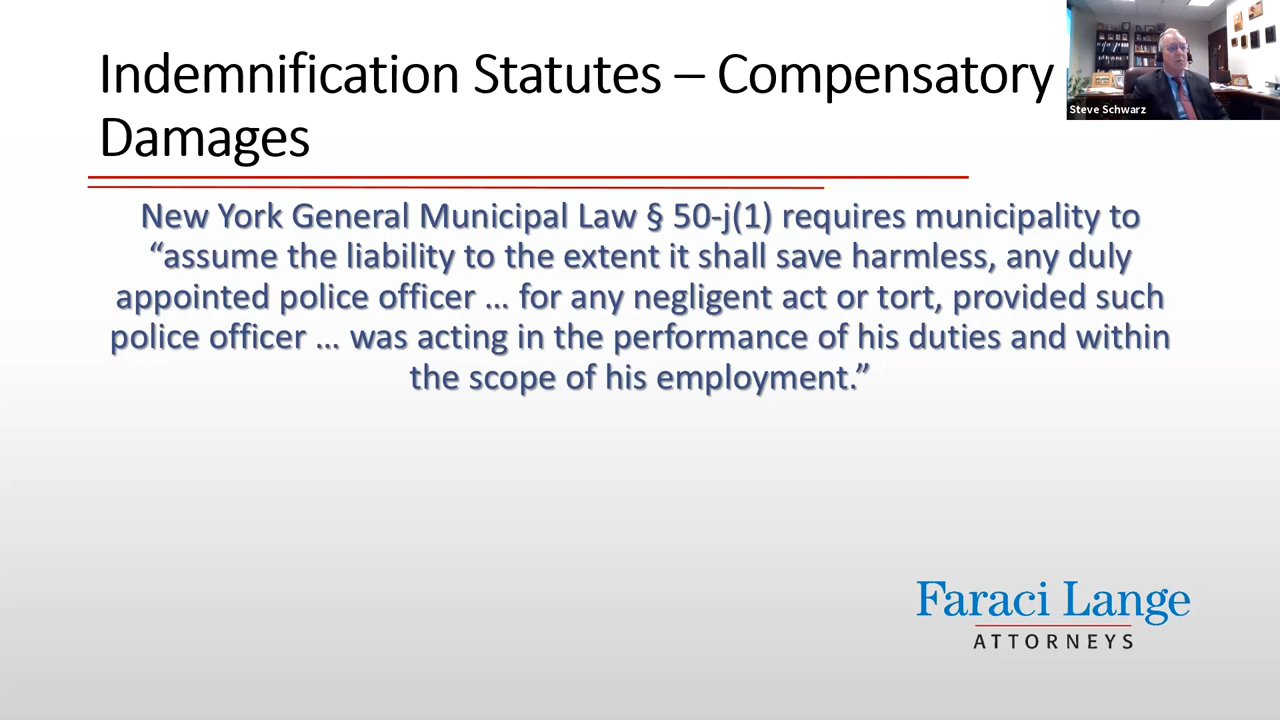 Indemnification Statutes – Compensatory
Damages
Steve Schwarz
New York General Municipal Law § 50-j(1) requires municipality to
“assume the liability to the extent it shall save harmless, any duly
appointed police officer … for any negligent act or tort, provided such
police officer … was acting in the performance of his duties and within
the scope of his employment.”
Faraci Lange
ATTORNEYS